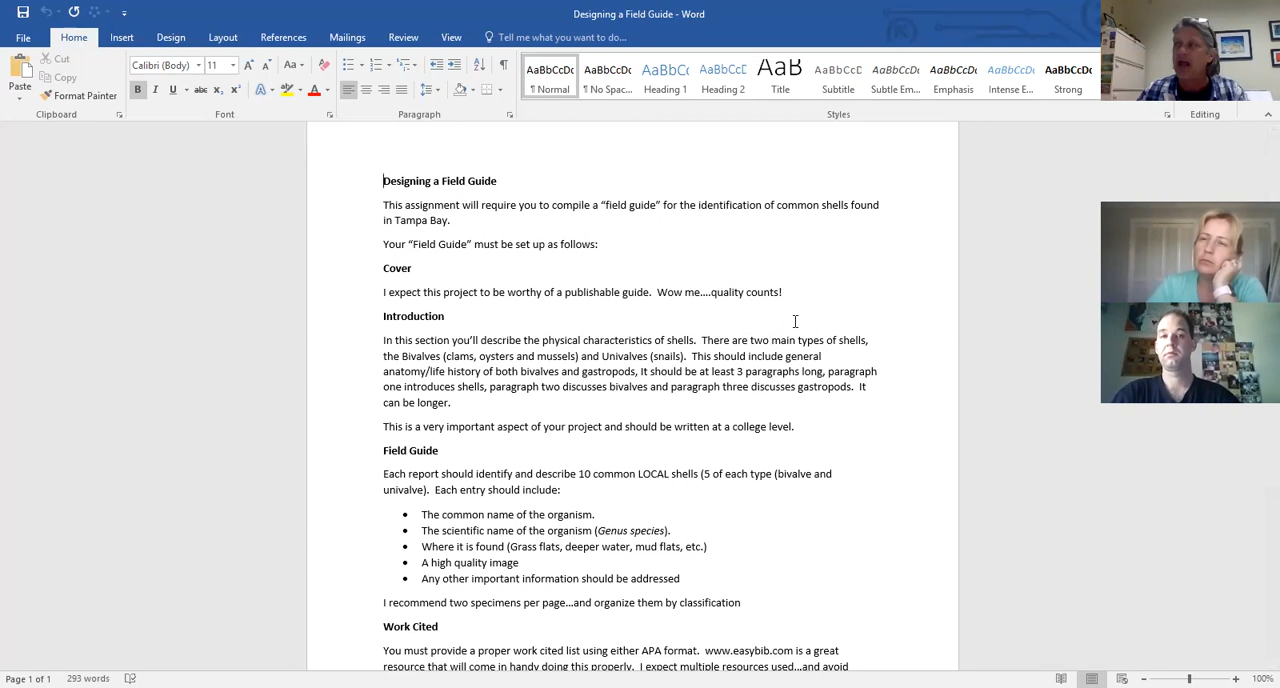 Designing a Field Guide - Word
File Home Insert Design Layout References Mailings Review View Tell me what you want to do...
Paste
Cut
Copy
Format Painter
Clipboard
Calibri (Body) 11
Font
Paragraph
AaBbCcDc AaBbCcDc AaBbCc AaBbCcD AaB AaBbCcD AaBbCcDc AaBbCcDc AaBbCcDc AaBbCcDc
¶ Normal ¶ No Spac... Heading 1 Heading 2 Title Subtitle Subtle Em... Emphasis Intense E... Strong
Styles
Editing
Designing a Field Guide
This assignment will require you to compile a “field guide” for the identification of common shells found
in Tampa Bay.
Your “Field Guide” must be set up as follows:
Cover
I expect this project to be worthy of a publishable guide.  Wow me….quality counts!
Introduction
In this section you’ll describe the physical characteristics of shells.  There are two main types of shells,
the Bivalves (clams, oysters and mussels) and Univalves (snails).  This should include general
anatomy/life history of both bivalves and gastropods, It should be at least 3 paragraphs long, paragraph
one introduces shells, paragraph two discusses bivalves and paragraph three discusses gastropods.  It
can be longer.
This is a very important aspect of your project and should be written at a college level.
Field Guide
Each report should identify and describe 10 common LOCAL shells (5 of each type (bivalve and
univalve).  Each entry should include:
• The common name of the organism.
• The scientific name of the organism (Genus species).
• Where it is found (Grass flats, deeper water, mud flats, etc.)
• A high quality image
• Any other important information should be addressed
I recommend two specimens per page…and organize them by classification
Work Cited
You must provide a proper work cited list using either APA format.  www.easybib.com is a great
resource that will come in handy doing this properly.  I expect multiple resources used…and avoid
Page 1 of 1 293 words 100%